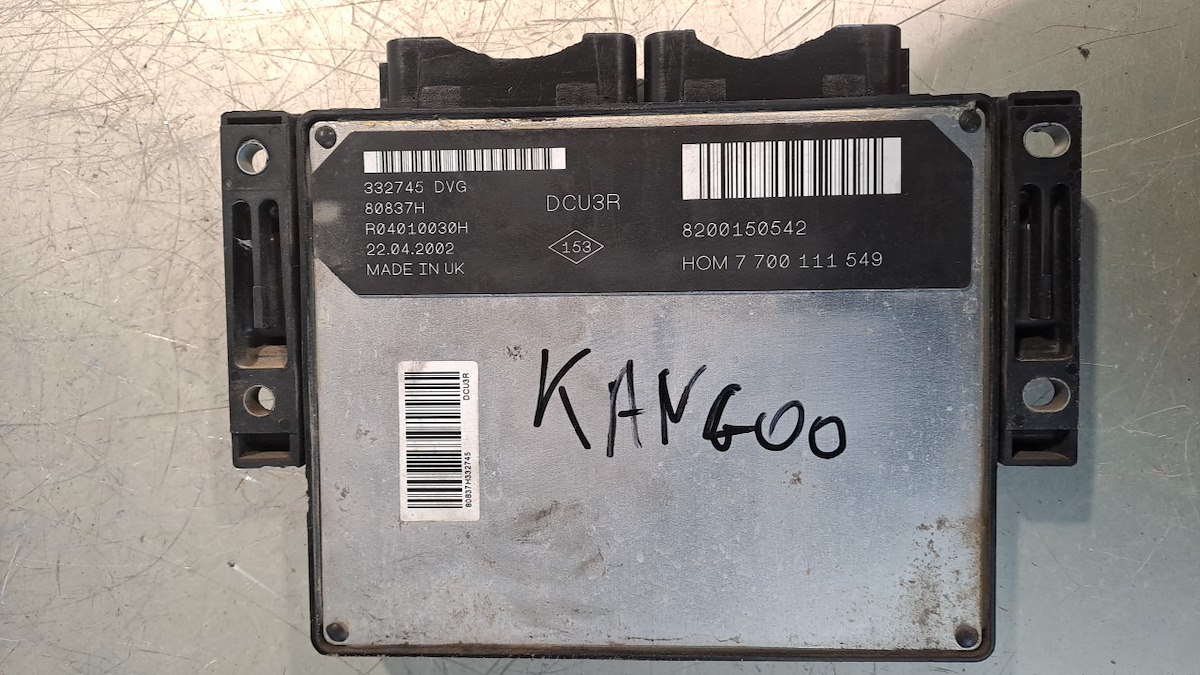 332745 DVG
80837H
R04010030H
22.04.2002
MADE IN UK
DCU3R
153
8200150542
HOM 7 700 111 549
KANGOO
DCU3R
80837H332745